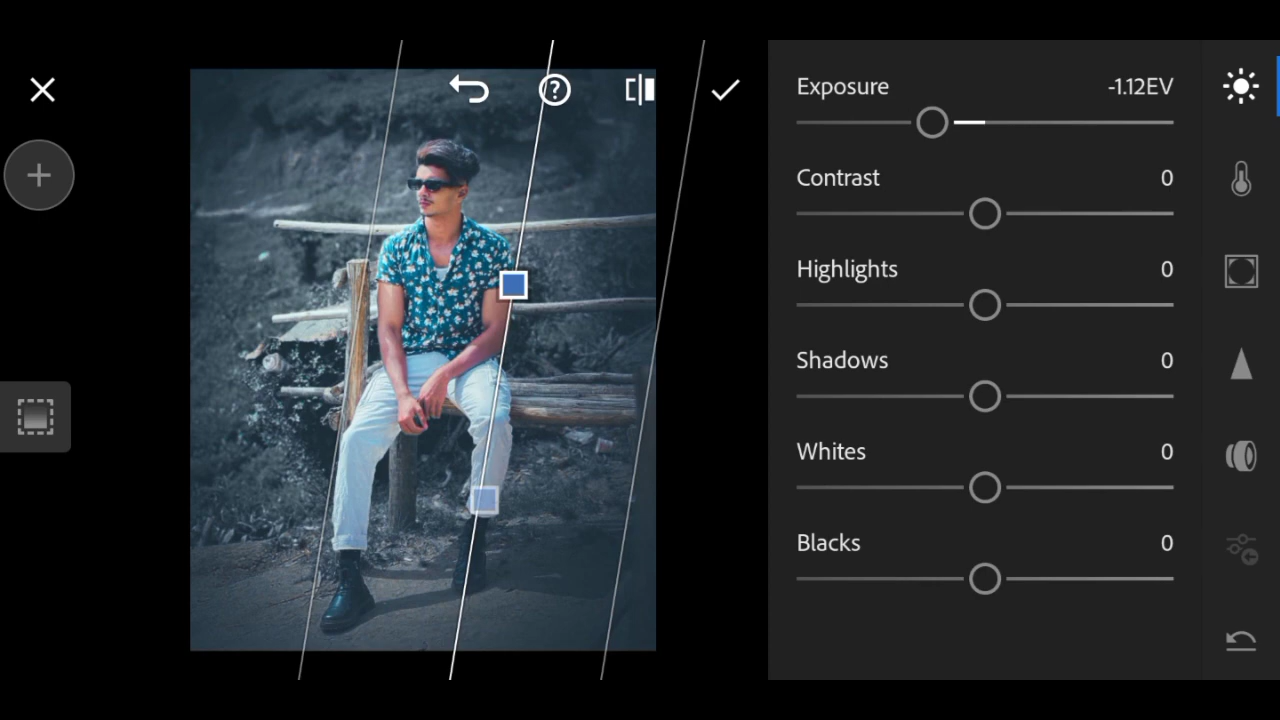 Exposure -1.12EV
Contrast 0
Highlights 0
Shadows 0
Whites 0
Blacks 0